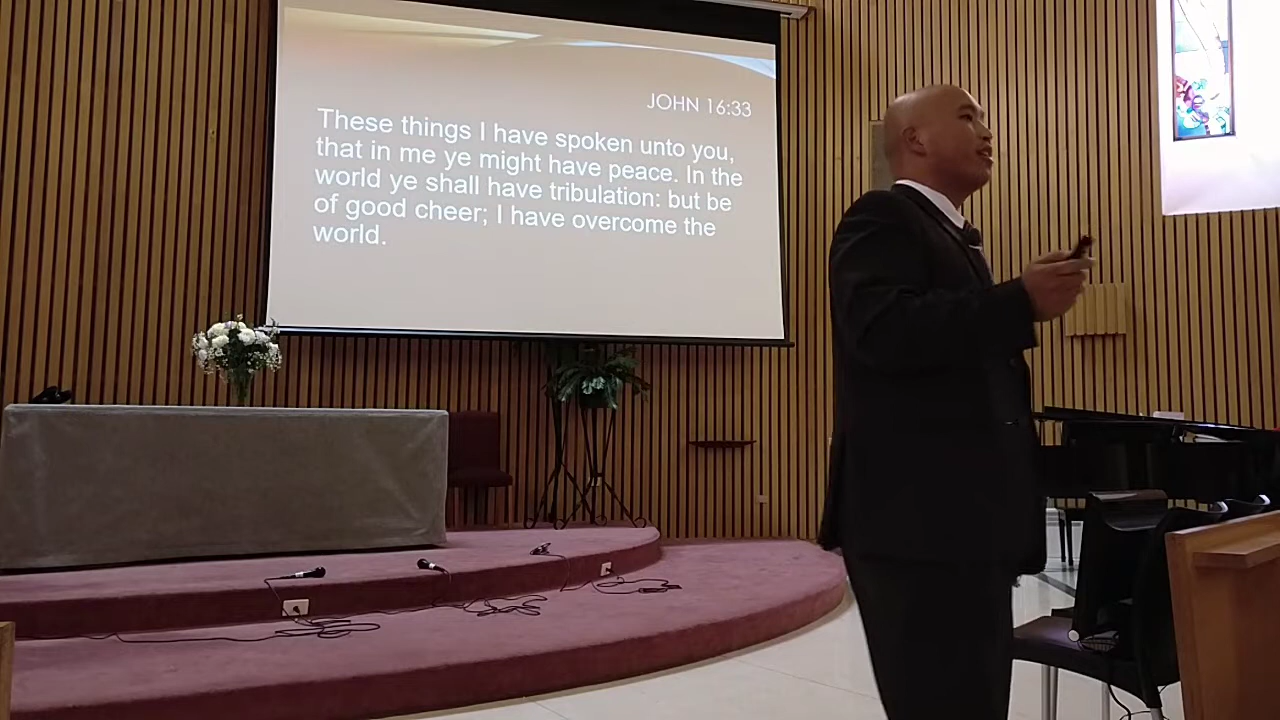 JOHN 16:33
These things I have spoken unto you,
that in me ye might have peace. In the
world ye shall have tribulation: but be
of good cheer; I have overcome the
world.